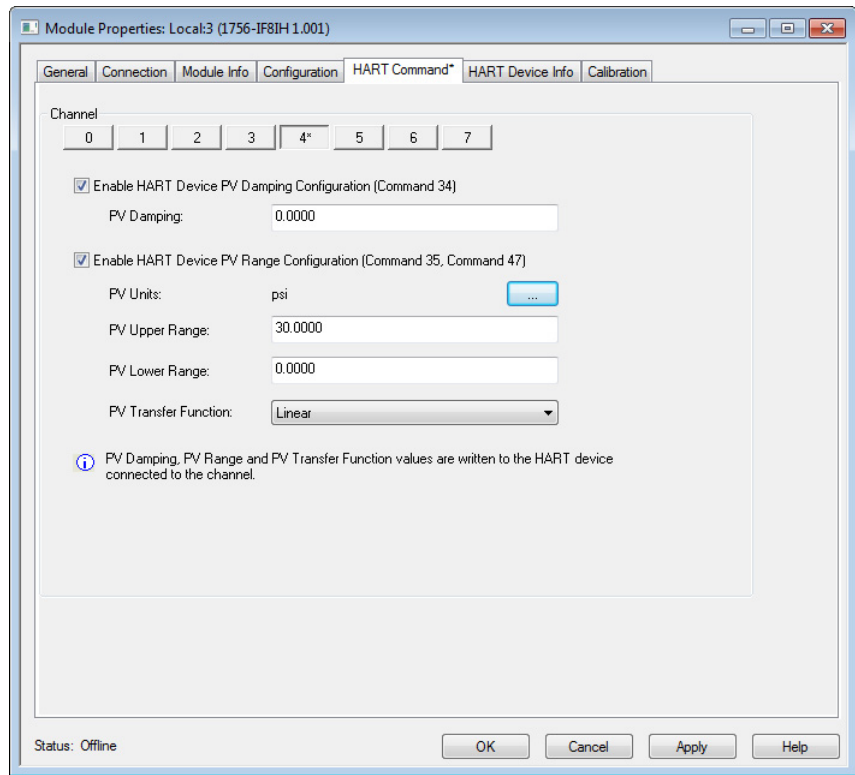 Module Properties: Local:3 (1756-IF8IH 1.001)
General Connection Module Info Configuration HART Command* HART Device Info Calibration
Channel
0 1 2 3 4* 5 6 7
Enable HART Device PV Damping Configuration (Command 34)
PV Damping: 0.0000
Enable HART Device PV Range Configuration (Command 35, Command 47)
PV Units: psi ...
PV Upper Range: 30.0000
PV Lower Range: 0.0000
PV Transfer Function: Linear
PV Damping, PV Range and PV Transfer Function values are written to the HART device
connected to the channel.
Status: Offline OK Cancel Apply Help